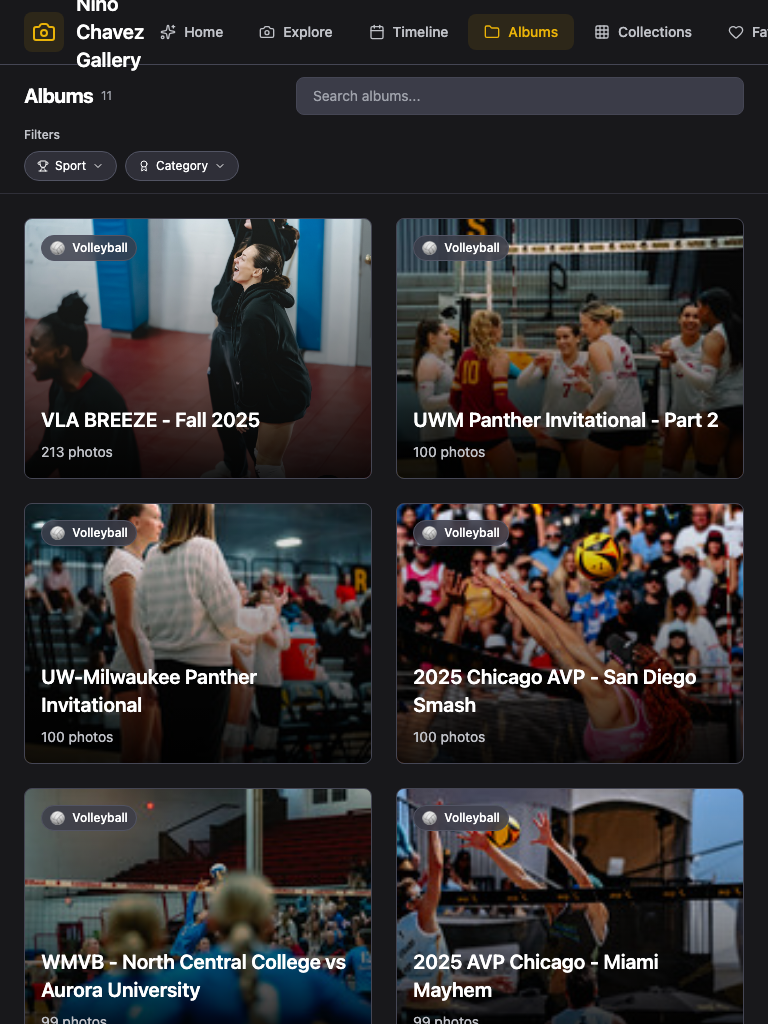 Nino
Chavez
Gallery
Home
Explore
Timeline
Albums
Collections
Fa
Albums 11
Search albums...
Filters
Sport
Category
Volleyball
VLA BREEZE - Fall 2025
213 photos
Volleyball
10
7
2
UWM Panther Invitational - Part 2
100 photos
Volleyball
UW-Milwaukee Panther
Invitational
100 photos
Volleyball
2025 Chicago AVP - San Diego
Smash
100 photos
Volleyball
WMVB - North Central College vs
Aurora University
99 photos
Volleyball
2025 AVP Chicago - Miami
Mayhem
99 photos